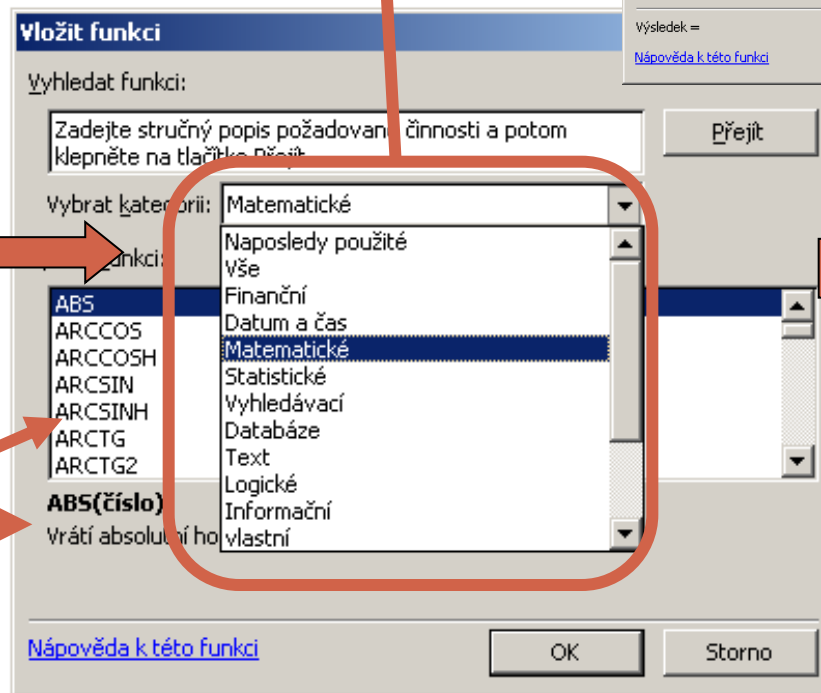 Výsledek =
Nápověda k této funkci
Vložit funkci
Vyhledat funkci:
Zadejte stručný popis požadované činnosti a potom
klepněte na tlačítko Přejít
Přejít
Vybrat kategorii: Matematické
funkci:
Naposledy použité
Vše
Finanční
Datum a čas
Matematické
Statistické
Vyhledávací
Databáze
Text
Logické
Informační
vlastní
ABS
ARCCOS
ARCCOSH
ARCSIN
ARCSINH
ARCTG
ARCTG2
ABS(číslo)
Vrátí absolutní ho
Nápověda k této funkci
OK
Storno